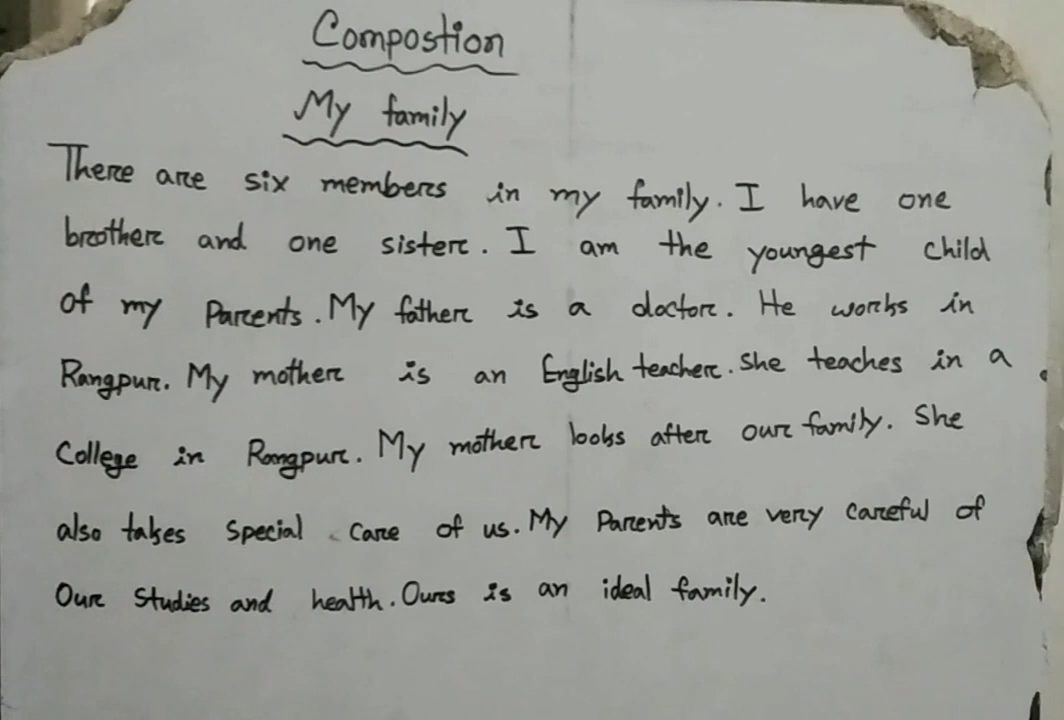 Compostion
My family
There are six members in my family. I have one
brother and one sister. I am the youngest child
of my Parents. My father is a doctor. He works in
Rangpur. My mother is an English teacher. She teaches in a
College in Rangpur. My mother looks after our family. She
also takes special care of us. My Parents are very careful of
Our Studies and health. Ours is an ideal family.